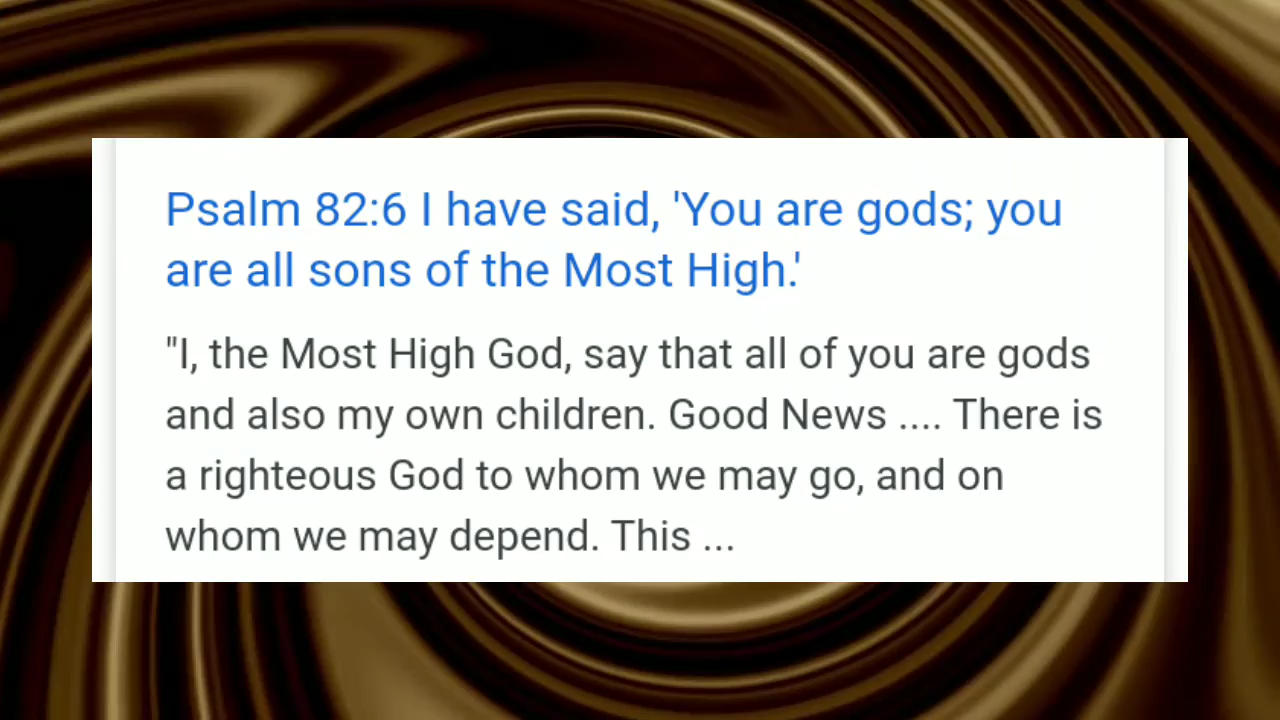 Psalm 82:6 I have said, 'You are gods; you
are all sons of the Most High.'
"I, the Most High God, say that all of you are gods
and also my own children. Good News .... There is
a righteous God to whom we may go, and on
whom we may depend. This ...